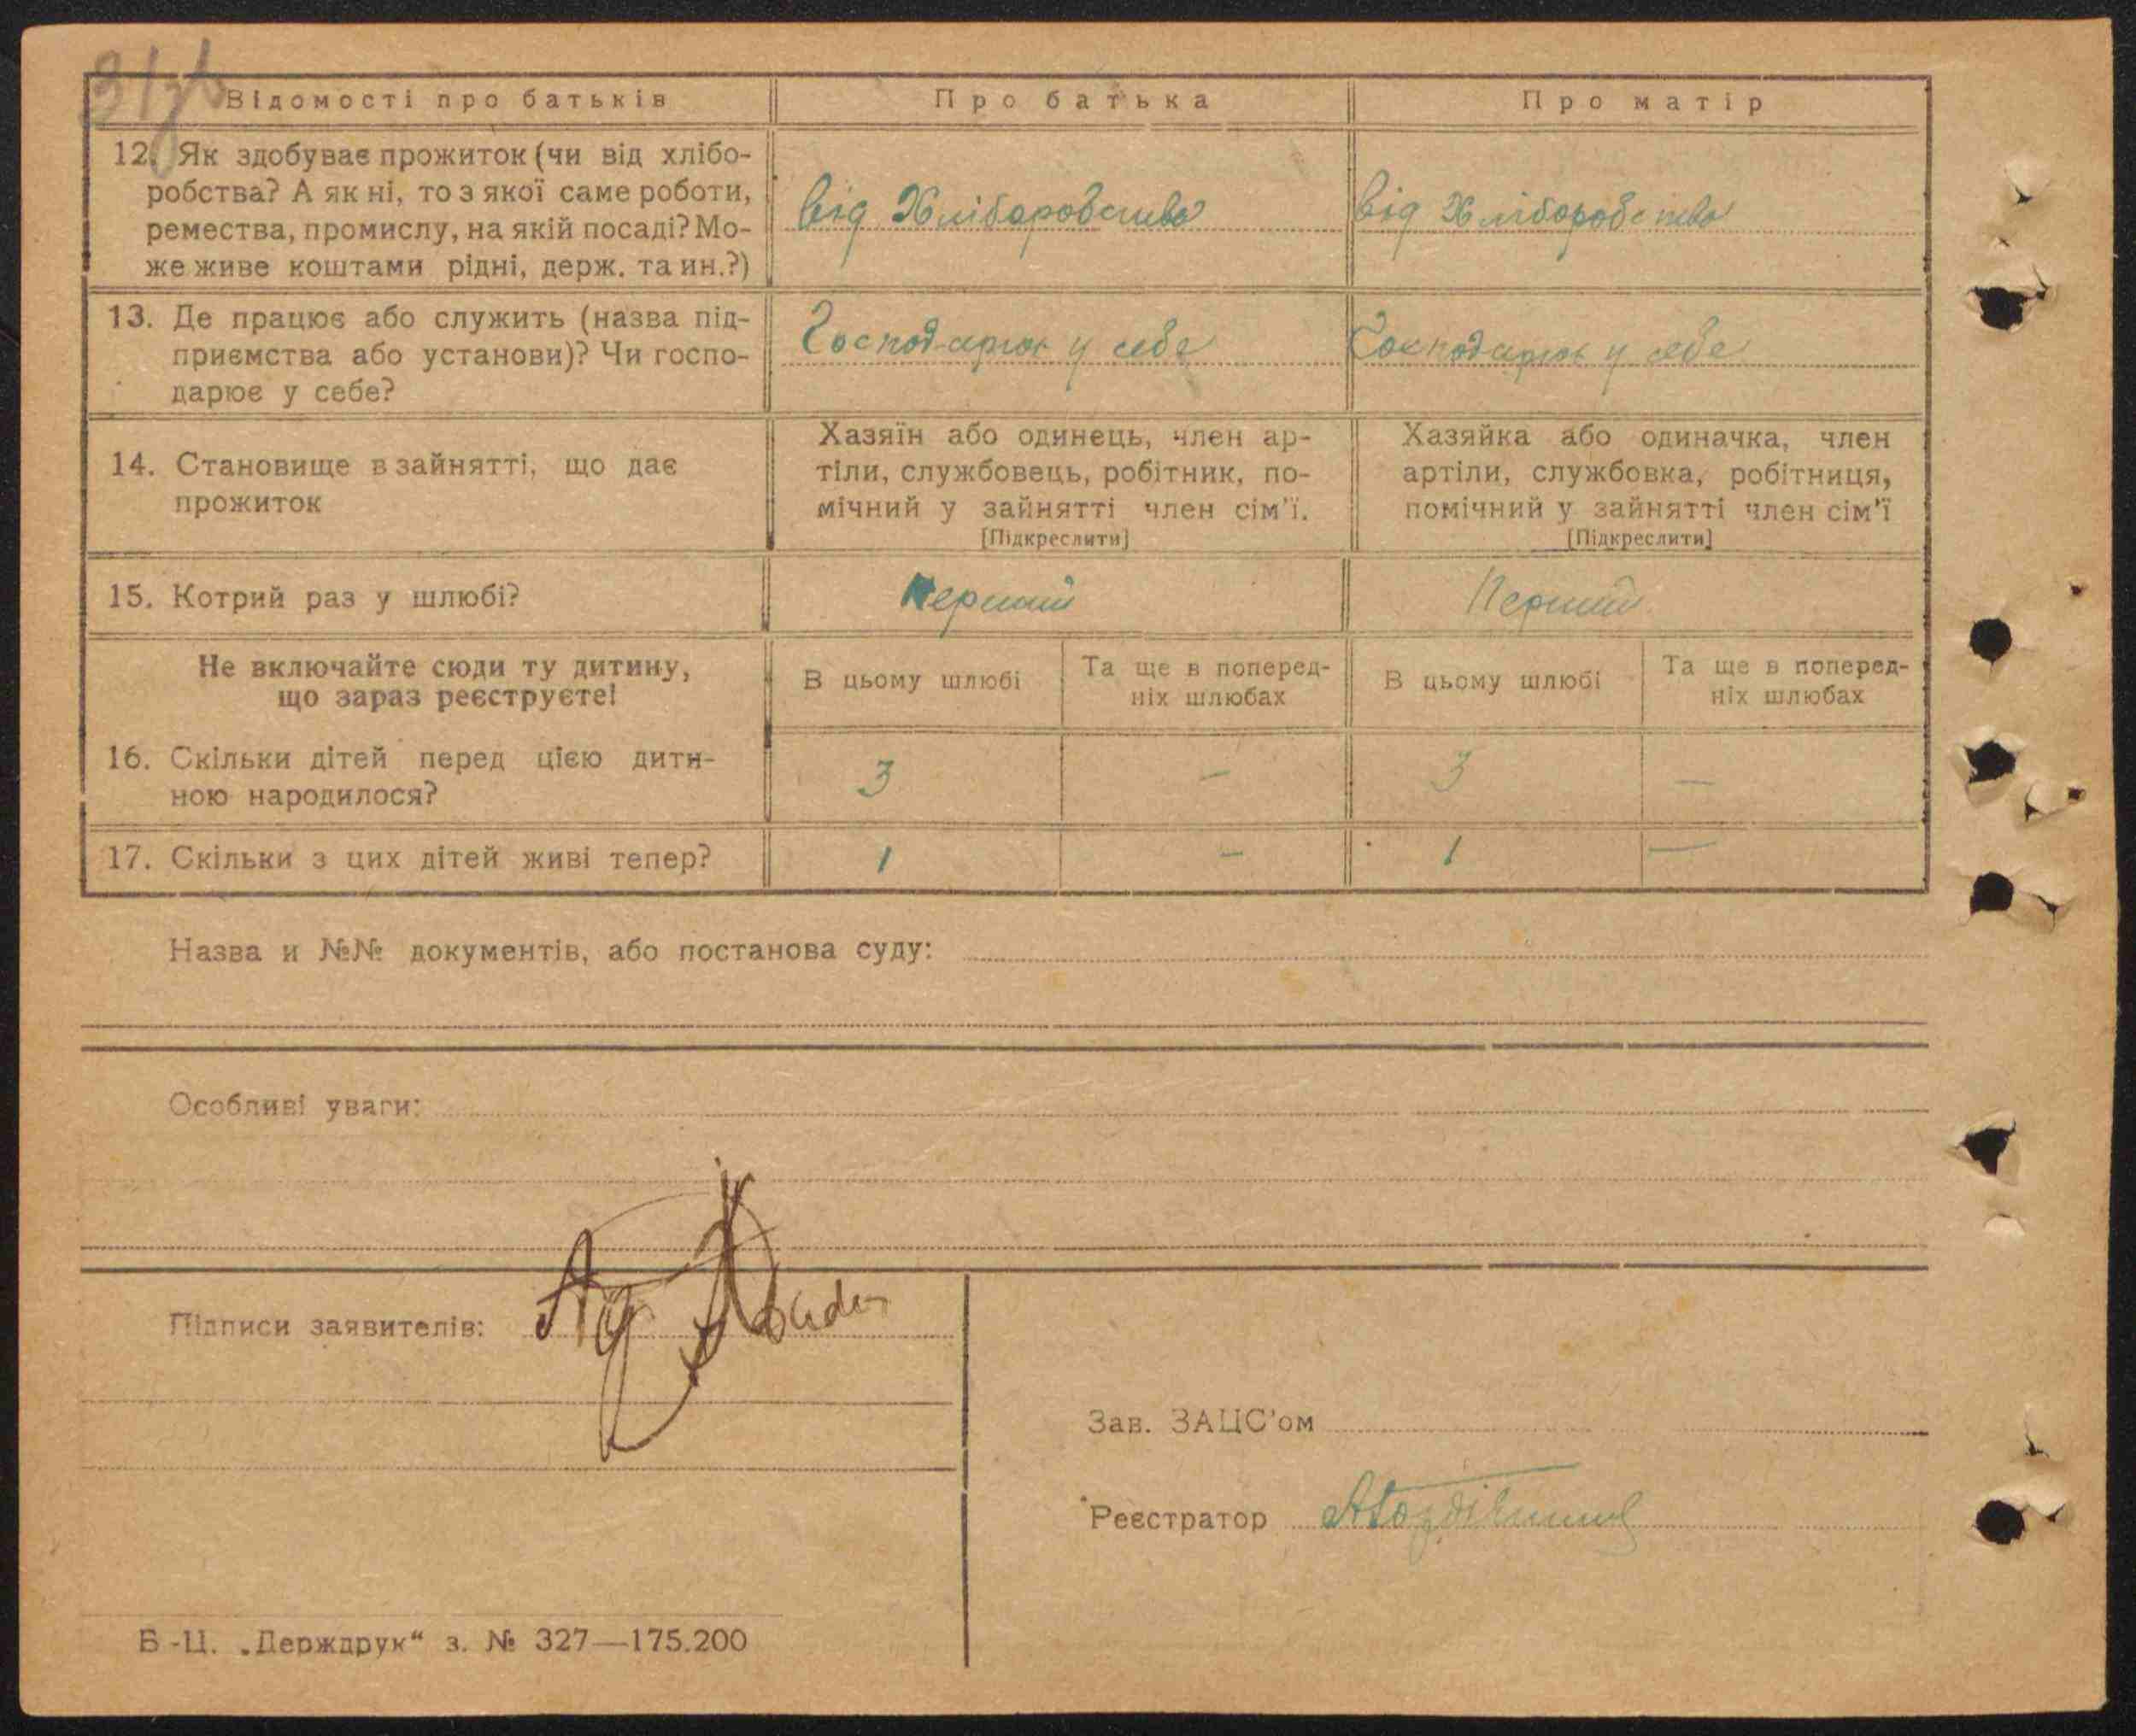 Відомості про батьків
Про батька
Про матір
12. Як здобуває прожиток (чи від хлібо-
робства? А як ні, то з якої саме роботи,
ремества, промислу, на якій посаді? Мо-
же живе коштами рідні, держ. та ин.?)
від Хліборобства
від Хліборобства
13. Де працює або служить (назва під-
приємства або установи)? Чи госпо-
дарює у себе?
Господарює у себе
Господарює у себе
14. Становище в зайнятті, що дає
прожиток
Хазяїн або одинець, член ар-
тіли, службовець, робітник, по-
мічний у зайнятті член сім'ї.
[Підкреслити]
Хазяйка або одиначка, член
артіли, службовка, робітниця,
помічний у зайнятті член сім'ї
[Підкреслити]
15. Котрий раз у шлюбі?
Перший
Перший
Не включайте сюди ту дитину,
що зараз реєструєте!
В цьому шлюбі
Та ще в поперед-
ніх шлюбах
В цьому шлюбі
Та ще в поперед-
ніх шлюбах
16. Скільки дітей перед цією дити-
ною народилося?
3
—
3
—
17. Скільки з цих дітей живі тепер?
1
—
1
—
Назва и №№ документів, або постанова суду:
Особливі уваги:
Підписи заявителів:
Зав. ЗАЦС'ом
Реєстратор
Б-Ц. „Держдрук“ з. № 327—175.200